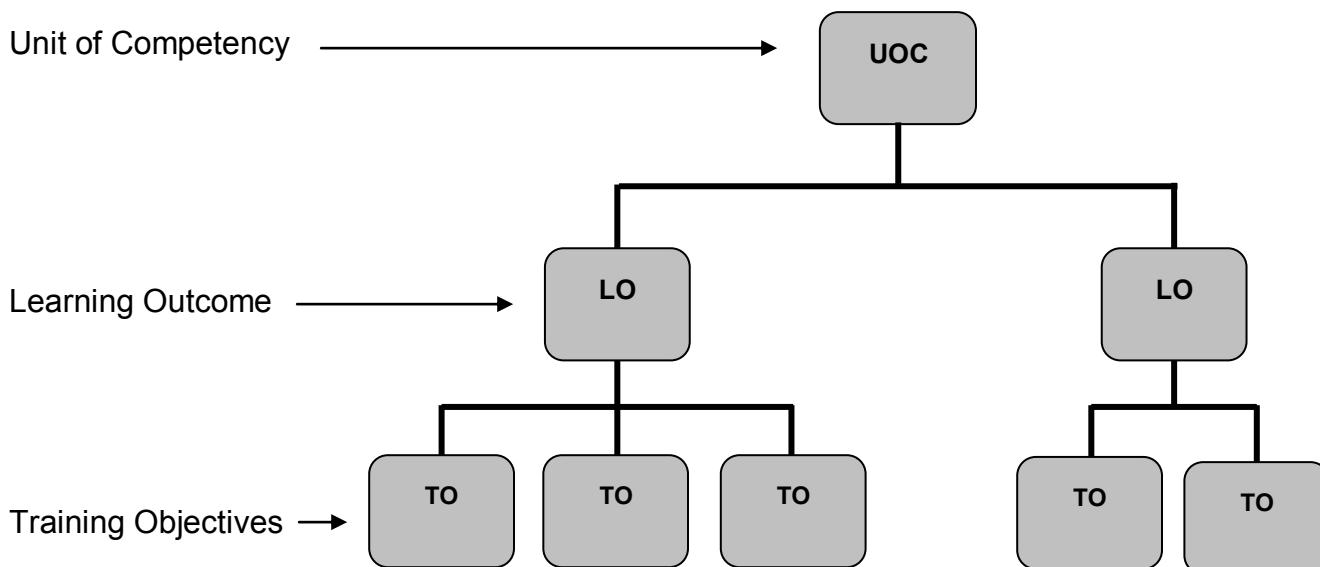 Unit of Competency
UOC
Learning Outcome
LO
LO
Training Objectives
TO
TO
TO
TO
TO